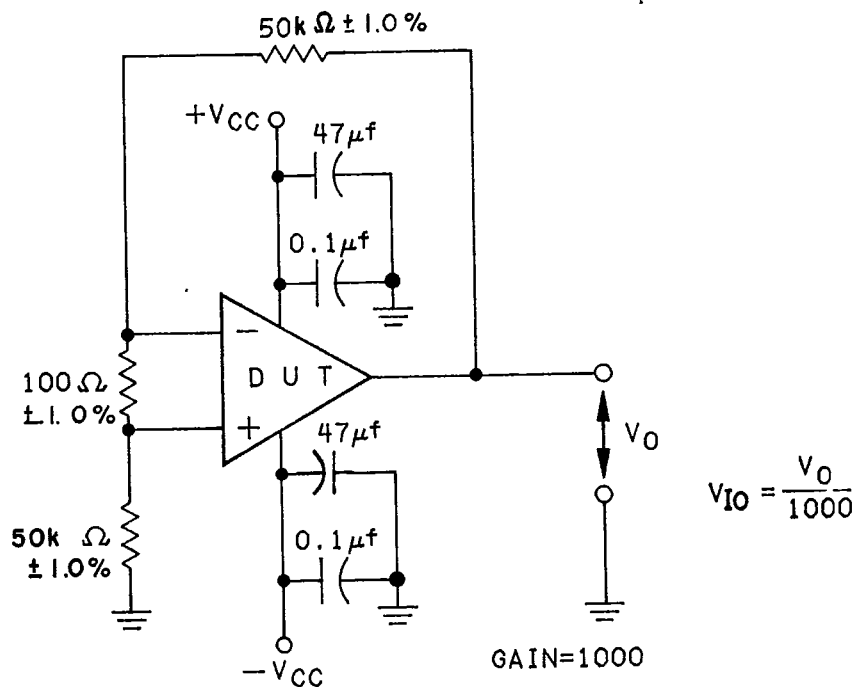 50kΩ±1.0%
+VCC
47µf
0.1µf
−
DUT
+
100Ω
±1.0%
50k Ω
±1.0%
47µf
0.1µf
−VCC
VO
VIO = VO/1000
GAIN=1000